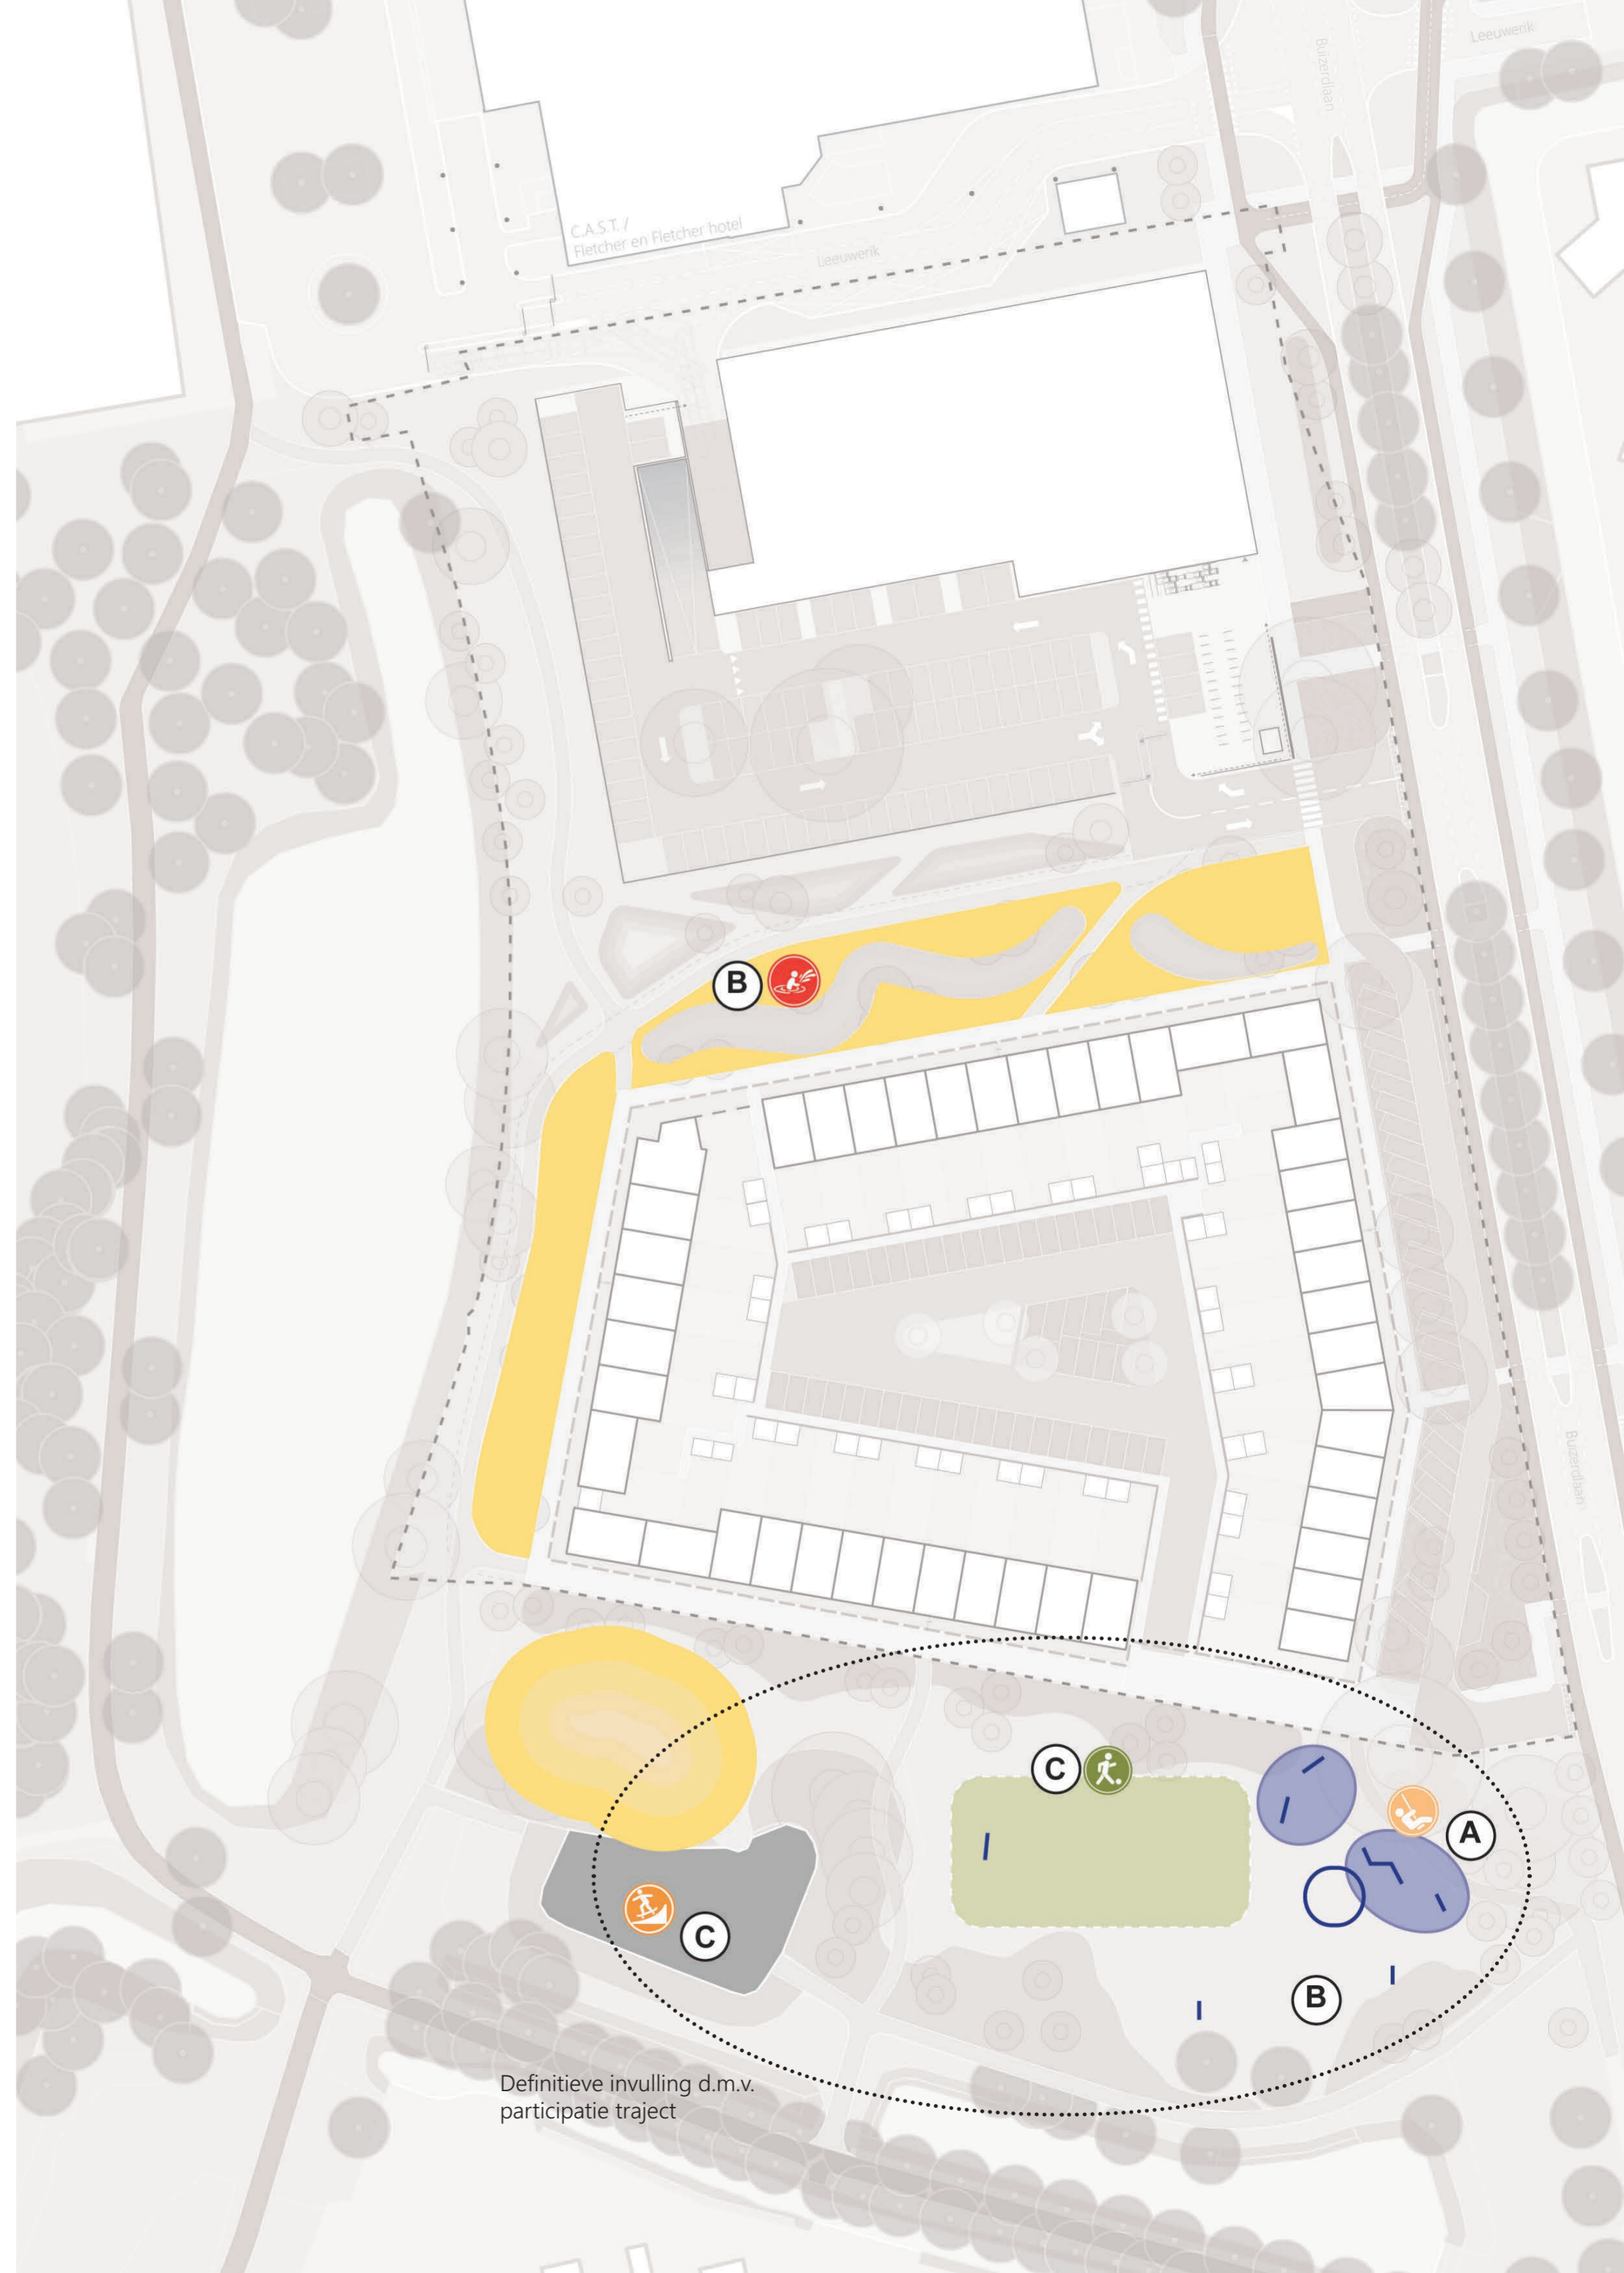 Leeuwerik
Buizerdlaan
C.A.S.T. /
Fletcher en Fletcher hotel
Leeuwerik
B
Buizerdlaan
C
A
C
B
Definitieve invulling d.m.v.
participatie traject